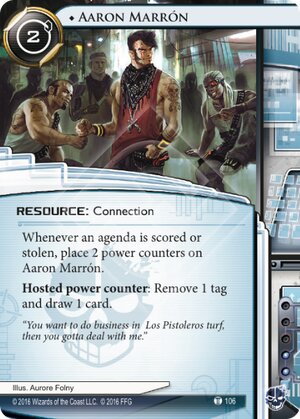 ♦ AARON MARRÓN
2
RESOURCE: Connection
Whenever an agenda is scored or
stolen, place 2 power counters on
Aaron Marrón.
Hosted power counter: Remove 1 tag
and draw 1 card.
"You want to do business in Los Pistoleros turf,
then you gotta deal with me."
Illus. Aurore Folny
© 2016 Wizards of the Coast LLC. © 2016 FFG
106